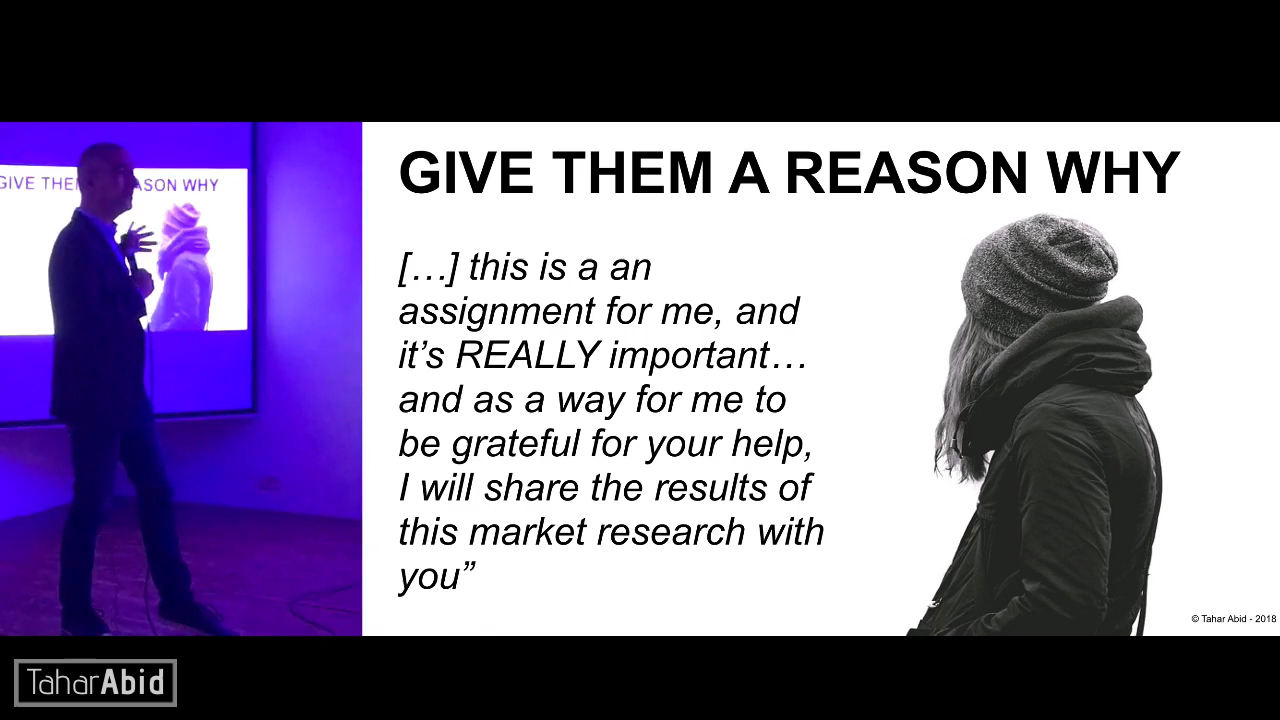 GIVE THEM A REASON WHY
[…] this is a an
assignment for me, and
it’s REALLY important…
and as a way for me to
be grateful for your help,
I will share the results of
this market research with
you”
© Tahar Abid - 2018
GIVE THE ASON WHY
TaharAbid